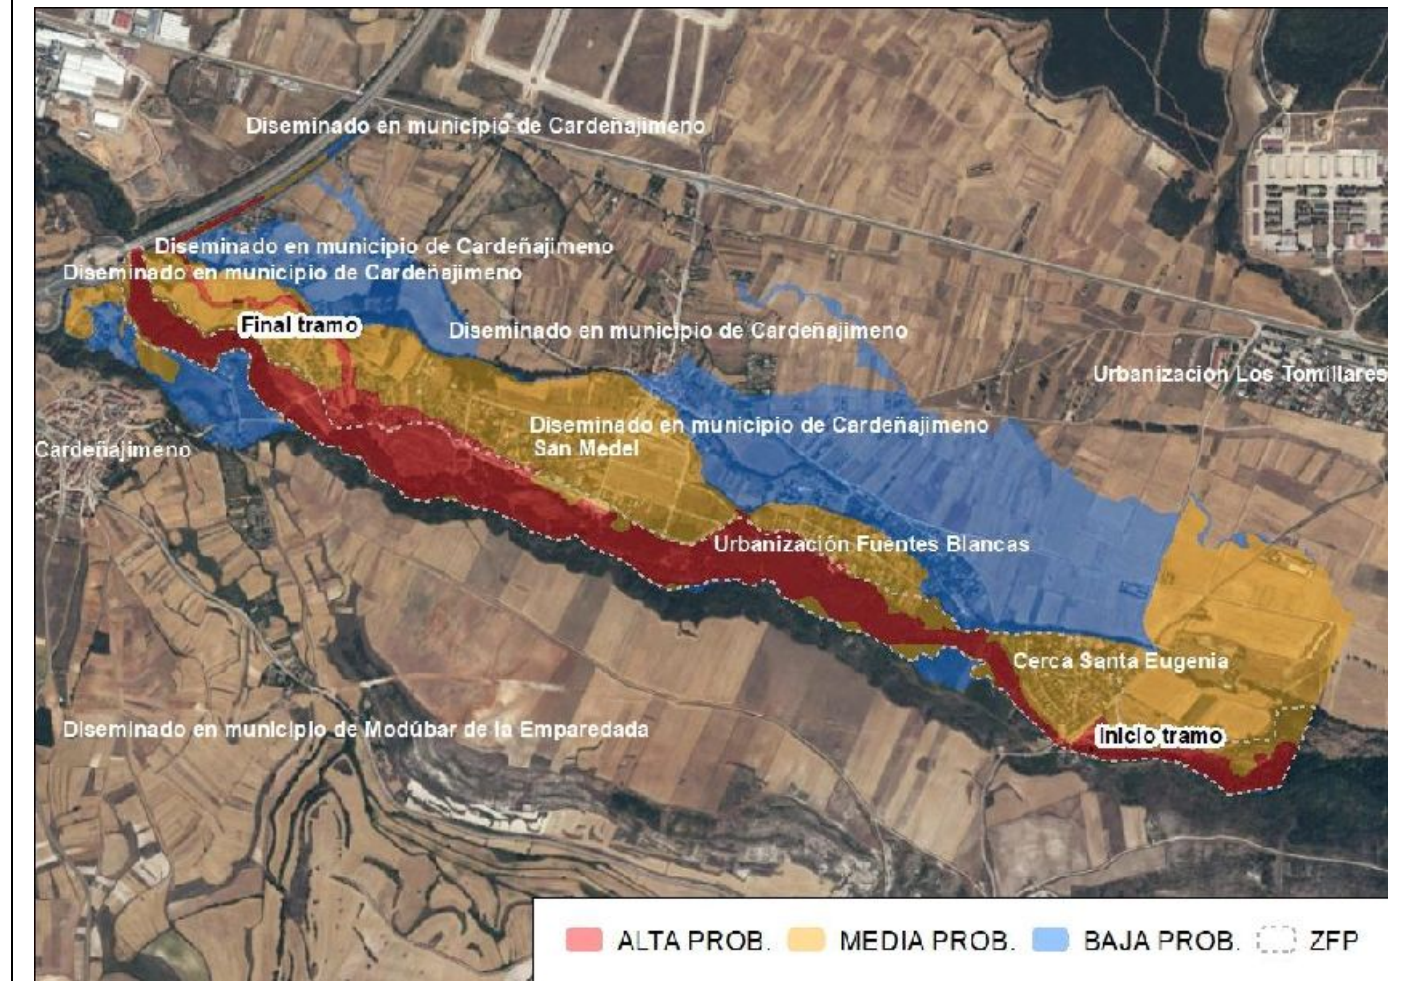 Diseminado en municipio de Cardeñajimeno
Diseminado en municipio de Cardeñajimeno
Diseminado en municipio de Cardeñajimeno
Final tramo
Diseminado en municipio de Cardeñajimeno
Urbanizacion Los Tomillares
Diseminado en municipio de Cardeñajimeno
San Medel
Cardeñajimeno
Urbanización Fuentes Blancas
Cerca Santa Eugenia
Diseminado en municipio de Modúbar de la Emparedada
Inicio tramo
ALTA PROB.
MEDIA PROB.
BAJA PROB.
ZFP